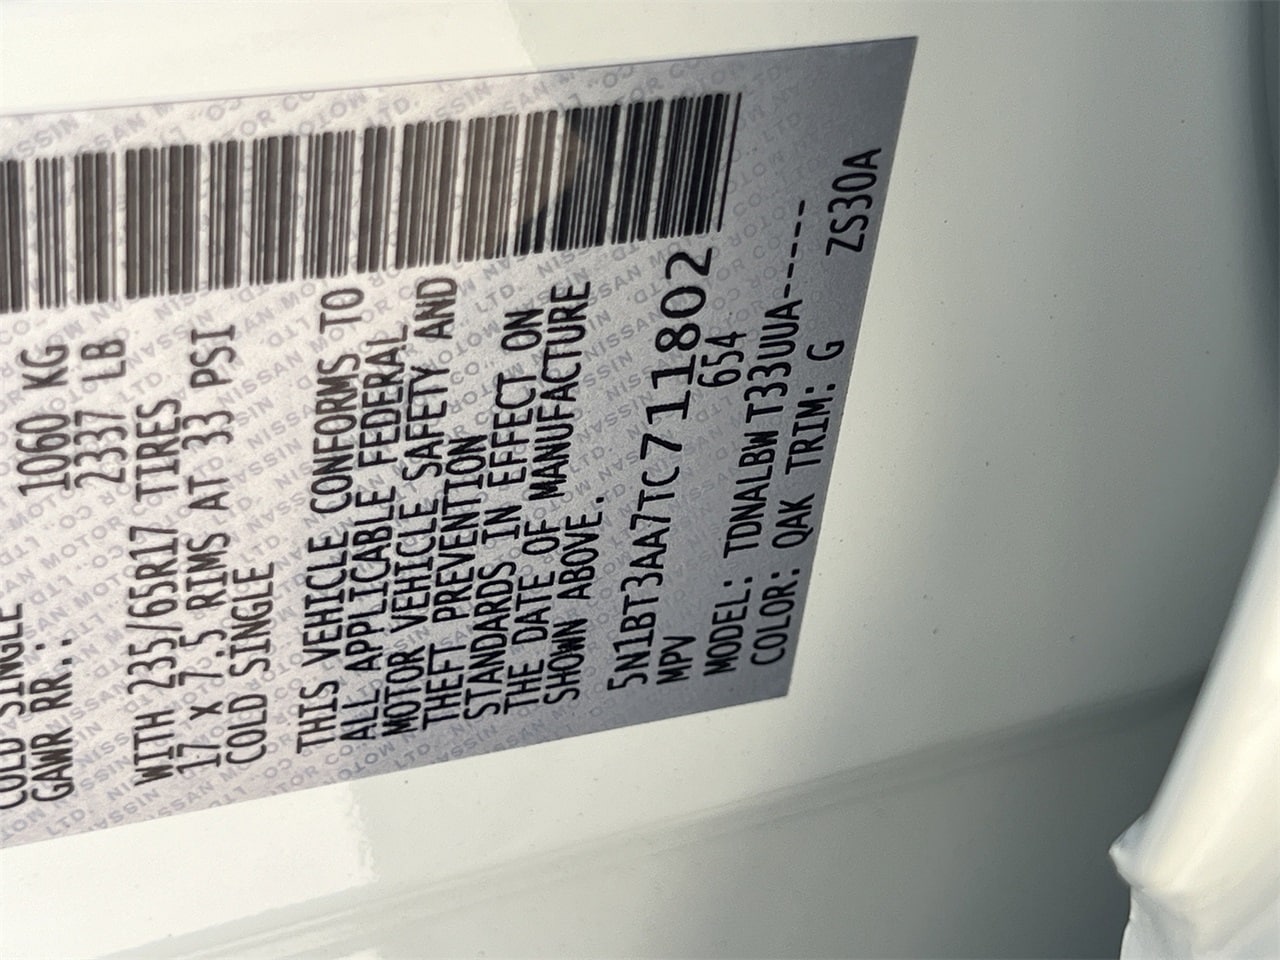 COLD SINGLE
GAWR RR.: 1060 KG
2337 LB
WITH 235/65R17 TIRES
17 X 7.5 RIMS AT 33 PSI
COLD SINGLE
THIS VEHICLE CONFORMS TO
ALL APPLICABLE FEDERAL
MOTOR VEHICLE SAFETY AND
THEFT PREVENTION
STANDARDS IN EFFECT ON
THE DATE OF MANUFACTURE
SHOWN ABOVE.
5N1BT3AA7TC711802
MPV 654
MODEL: TDNALBW T33UUA-----
COLOR: QAK TRIM: G ZS30A